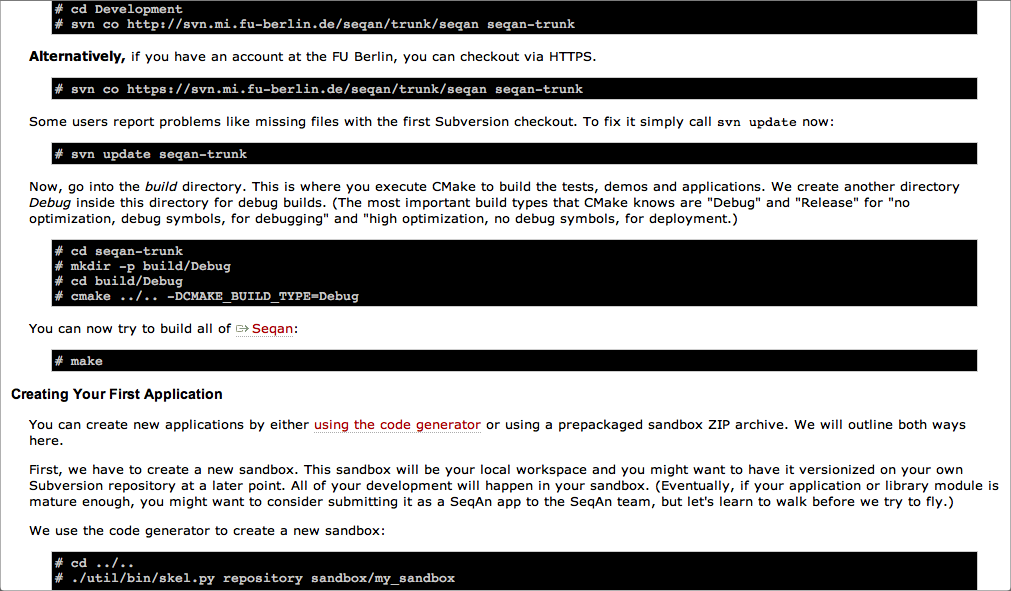 # cd Development
# svn co http://svn.mi.fu-berlin.de/seqan/trunk/seqan seqan-trunk
Alternatively, if you have an account at the FU Berlin, you can checkout via HTTPS.
# svn co https://svn.mi.fu-berlin.de/seqan/trunk/seqan seqan-trunk
Some users report problems like missing files with the first Subversion checkout. To fix it simply call svn update now:
# svn update seqan-trunk
Now, go into the build directory. This is where you execute CMake to build the tests, demos and applications. We create another directory
Debug inside this directory for debug builds. (The most important build types that CMake knows are "Debug" and "Release" for "no
optimization, debug symbols, for debugging" and "high optimization, no debug symbols, for deployment.)
# cd seqan-trunk
# mkdir -p build/Debug
# cd build/Debug
# cmake ../.. -DCMAKE_BUILD_TYPE=Debug
You can now try to build all of Seqan:
# make
Creating Your First Application
You can create new applications by either using the code generator or using a prepackaged sandbox ZIP archive. We will outline both ways
here.
First, we have to create a new sandbox. This sandbox will be your local workspace and you might want to have it versionized on your own
Subversion repository at a later point. All of your development will happen in your sandbox. (Eventually, if your application or library module is
mature enough, you might want to consider submitting it as a SeqAn app to the SeqAn team, but let's learn to walk before we try to fly.)
We use the code generator to create a new sandbox:
# cd ../..
# ./util/bin/skel.py repository sandbox/my_sandbox